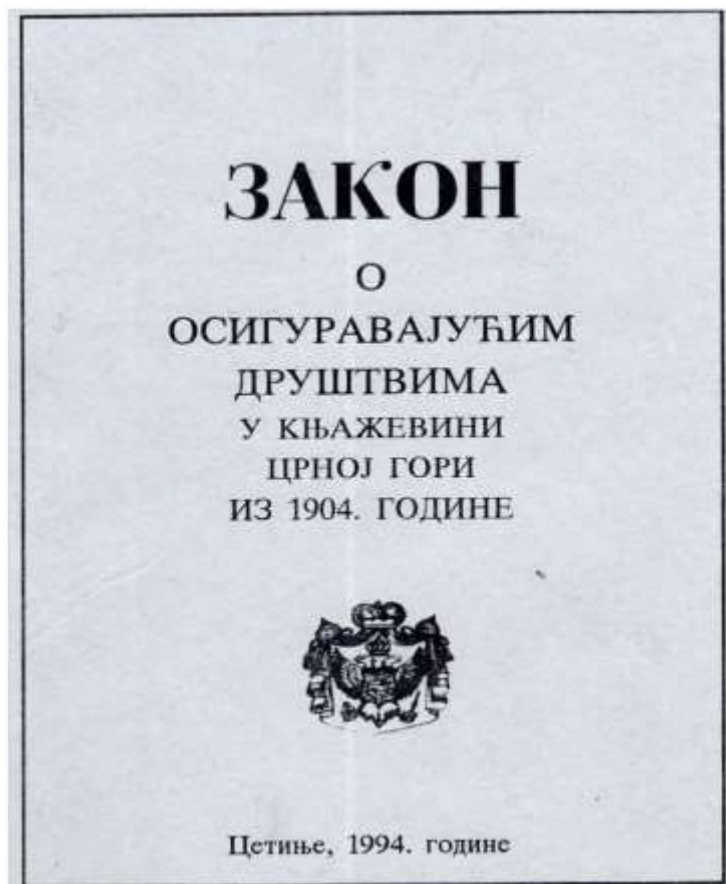 ЗАКОН
О
ОСИГУРАВАЈУЋИМ
ДРУШТВИМА
У КЊАЖЕВИНИ
ЦРНОЈ ГОРИ
ИЗ 1904. ГОДИНЕ
Цетиње, 1994. године